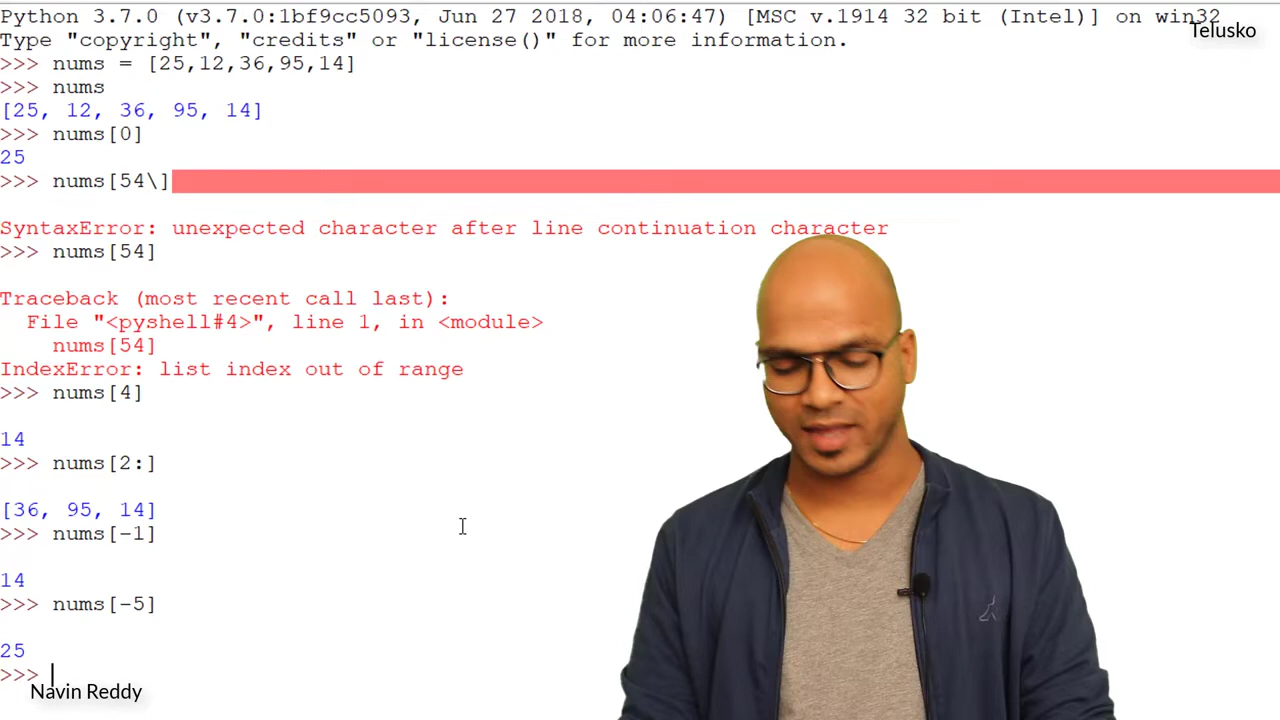 Python 3.7.0 (v3.7.0:1bf9cc5093, Jun 27 2018, 04:06:47) [MSC v.1914 32 bit (Intel)] on win32
Telusko
Type "copyright", "credits" or "license()" for more information.
>>> nums = [25,12,36,95,14]
>>> nums
[25, 12, 36, 95, 14]
>>> nums[0]
25
>>> nums[54\]
SyntaxError: unexpected character after line continuation character
>>> nums[54]
Traceback (most recent call last):
  File "<pyshell#4>", line 1, in <module>
    nums[54]
IndexError: list index out of range
>>> nums[4]
14
>>> nums[2:]
[36, 95, 14]
>>> nums[-1]
14
>>> nums[-5]
25
>>>
Navin Reddy